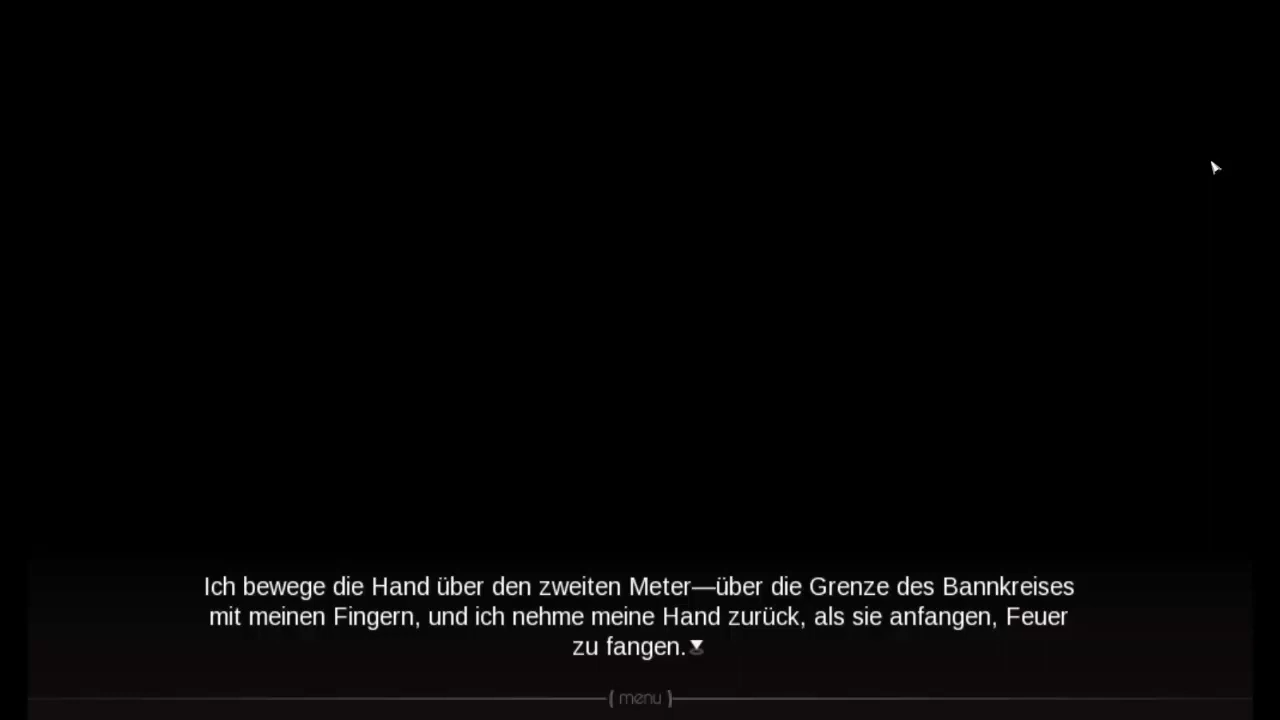 Ich bewege die Hand über den zweiten Meter—über die Grenze des Bannkreises
mit meinen Fingern, und ich nehme meine Hand zurück, als sie anfangen, Feuer
zu fangen.
menu